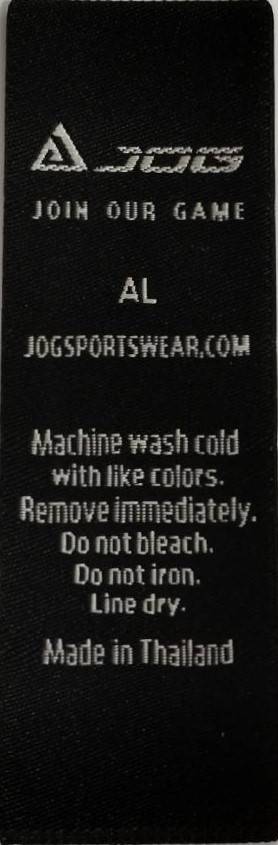 JOG
JOIN OUR GAME
AL
JOGSPORTSWEAR.COM
Machine wash cold
with like colors.
Remove immediately.
Do not bleach.
Do not iron.
Line dry.
Made in Thailand